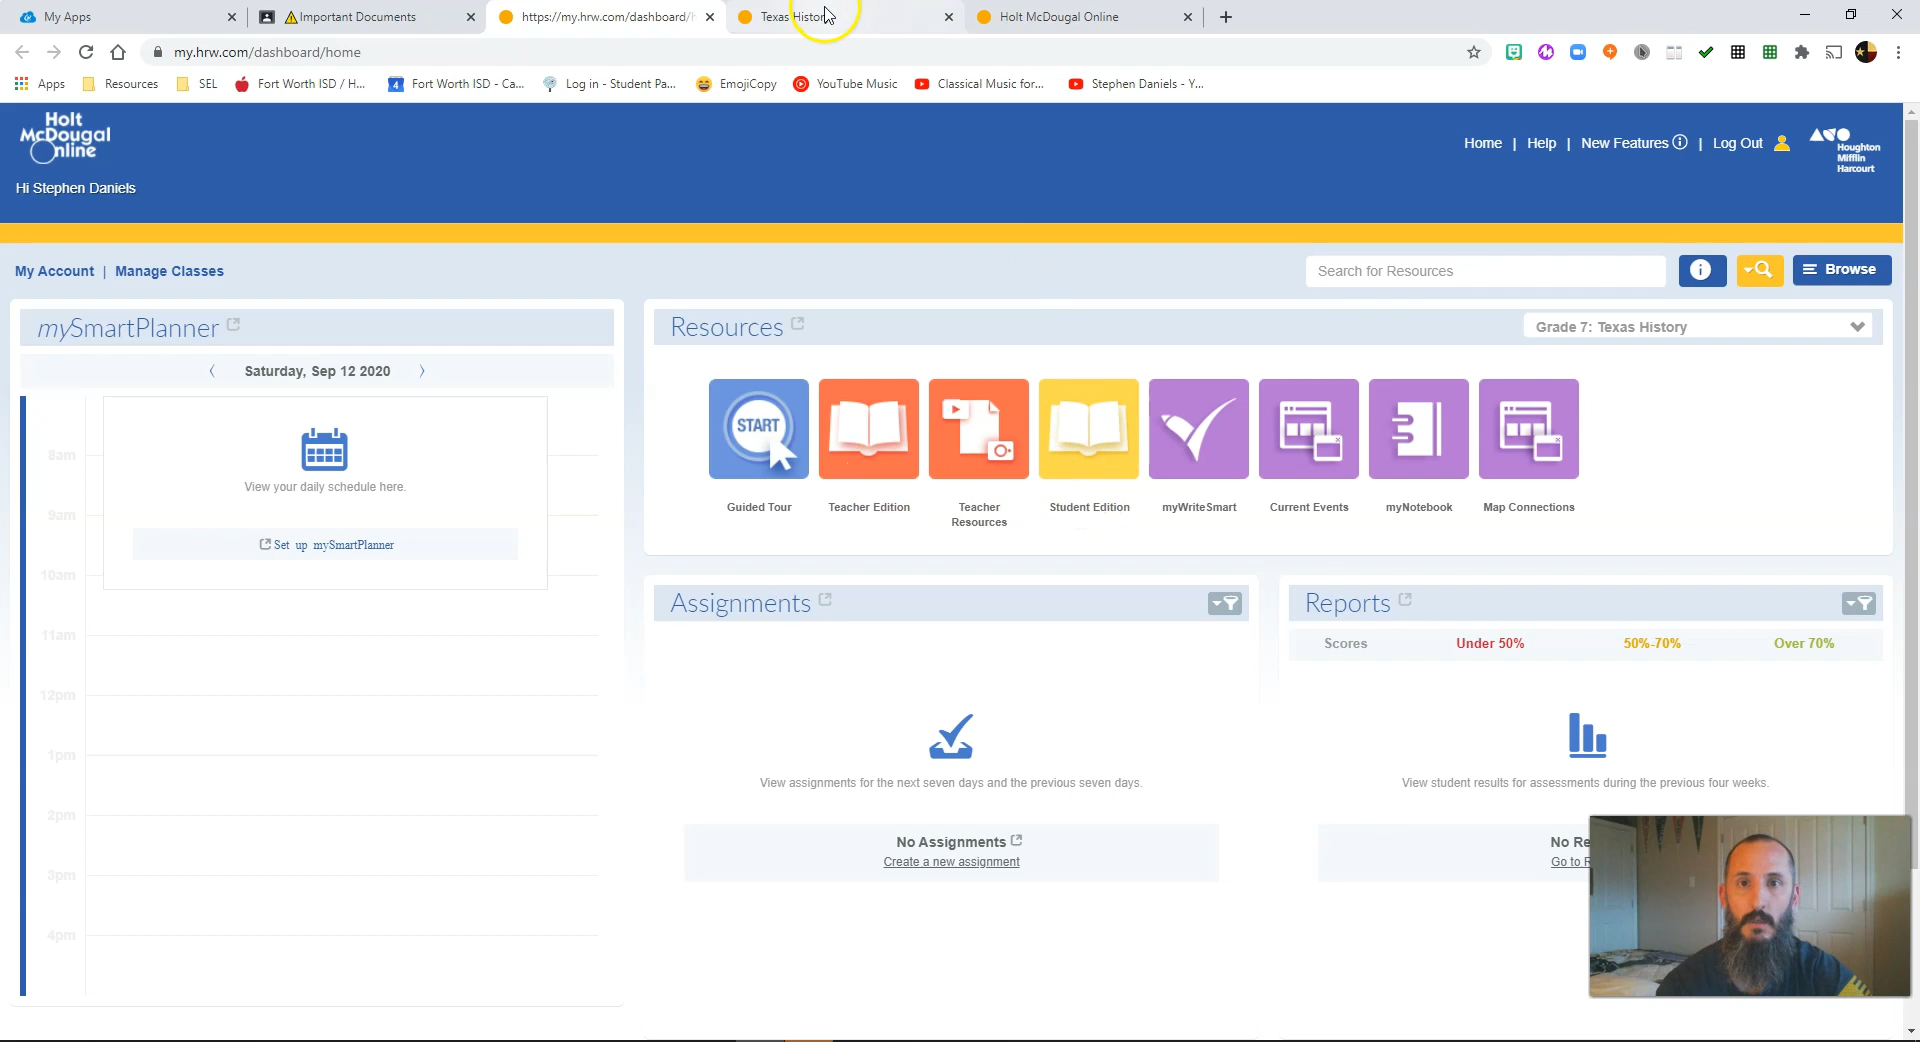 My Apps
Important Documents
https://my.hrw.com/dashboard/h
Texas History
Holt McDougal Online
my.hrw.com/dashboard/home
Apps
Resources
SEL
Fort Worth ISD / H...
4
Fort Worth ISD - Ca...
Log in - Student Pa...
EmojiCopy
YouTube Music
Classical Music for...
Stephen Daniels - Y...
Holt
McDougal
Online
Hi Stephen Daniels
Home | Help | New Features | Log Out
Houghton
Mifflin
Harcourt
My Account | Manage Classes
Search for Resources
Browse
mySmartPlanner
Saturday, Sep 12 2020
8am
9am
10am
11am
12pm
1pm
2pm
3pm
4pm
View your daily schedule here.
Set up mySmartPlanner
Resources
Grade 7: Texas History
START
Guided Tour
Teacher Edition
Teacher
Resources
Student Edition
myWriteSmart
Current Events
myNotebook
Map Connections
Assignments
View assignments for the next seven days and the previous seven days.
No Assignments
Create a new assignment
Reports
Scores
Under 50%
50%-70%
Over 70%
View student results for assessments during the previous four weeks.
No Re
Go to R